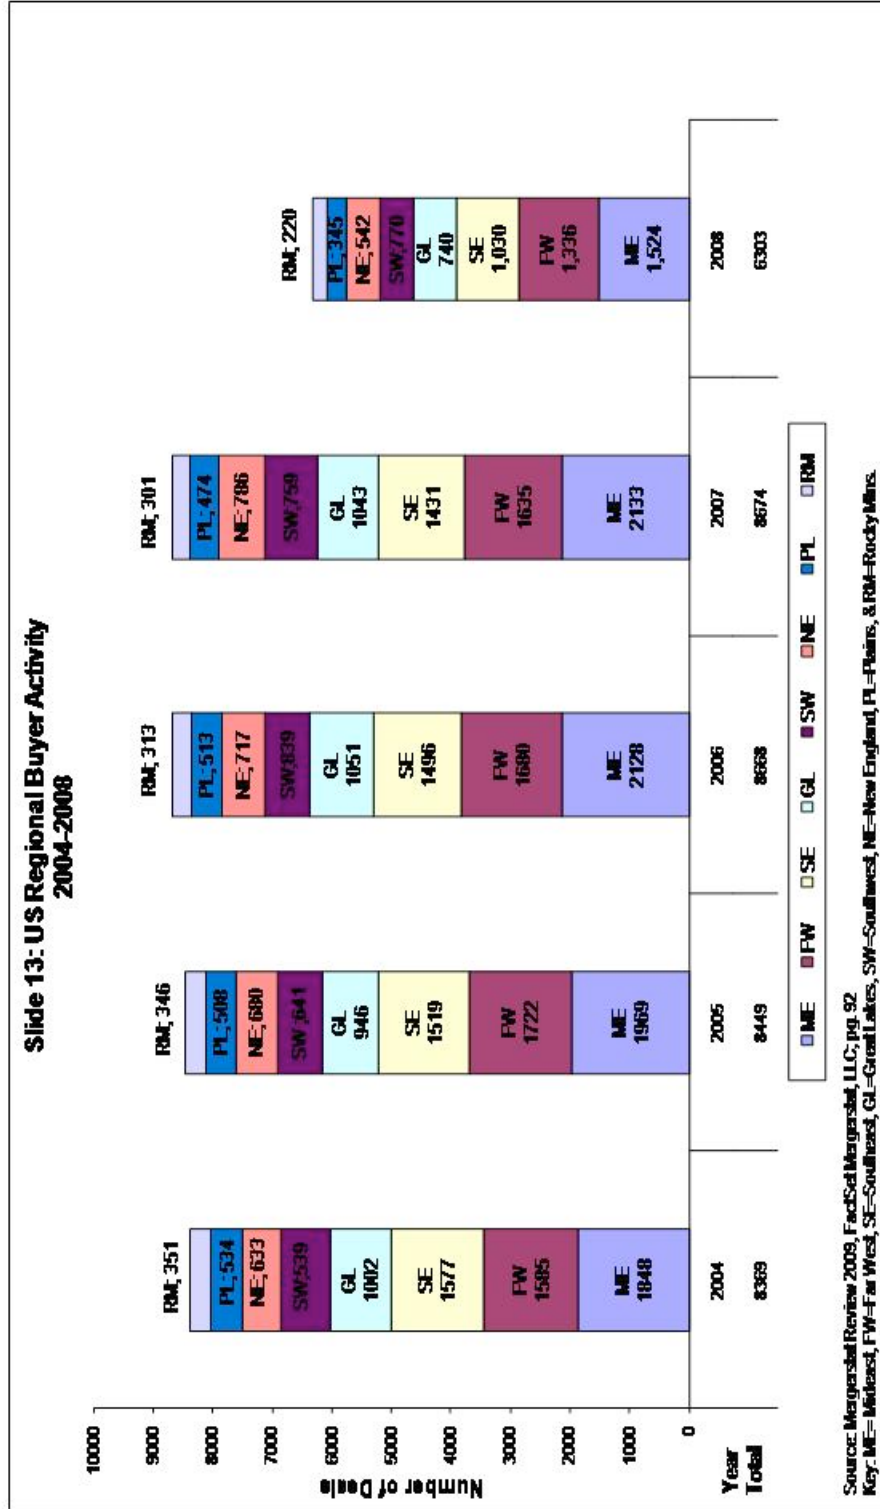 Slide 13: US Regional Buyer Activity
2004-2008
Number of Deals
10000
9000
8000
7000
6000
5000
4000
3000
2000
1000
0
RM; 351
PL; 534
NE; 633
SW;539
GL
1002
SE
1577
FW
1585
ME
1848
RM; 346
PL; 508
NE; 680
SW;641
GL
946
SE
1519
FW
1722
ME
1969
RM; 313
PL; 513
NE; 717
SW;839
GL
1051
SE
1496
FW
1680
ME
2128
RM; 301
PL; 474
NE; 786
SW;759
GL
1043
SE
1431
FW
1635
ME
2133
RM; 220
PL; 345
NE; 542
SW;770
GL
740
SE
1,030
FW
1,336
ME
1,524
Year 2004 2005 2006 2007 2008
Total 8369 8449 8668 8674 6303
ME FW SE GL SW NE PL RM
Source: Mergerstat Review 2009, FactSet Mergerstat, LLC; pg. 92
Key: ME= Mideast, FW=Far West, SE=Southeast, GL=Great Lakes, SW=Southwest, NE=New England, PL=Plains, & RM=Rocky Mtns.